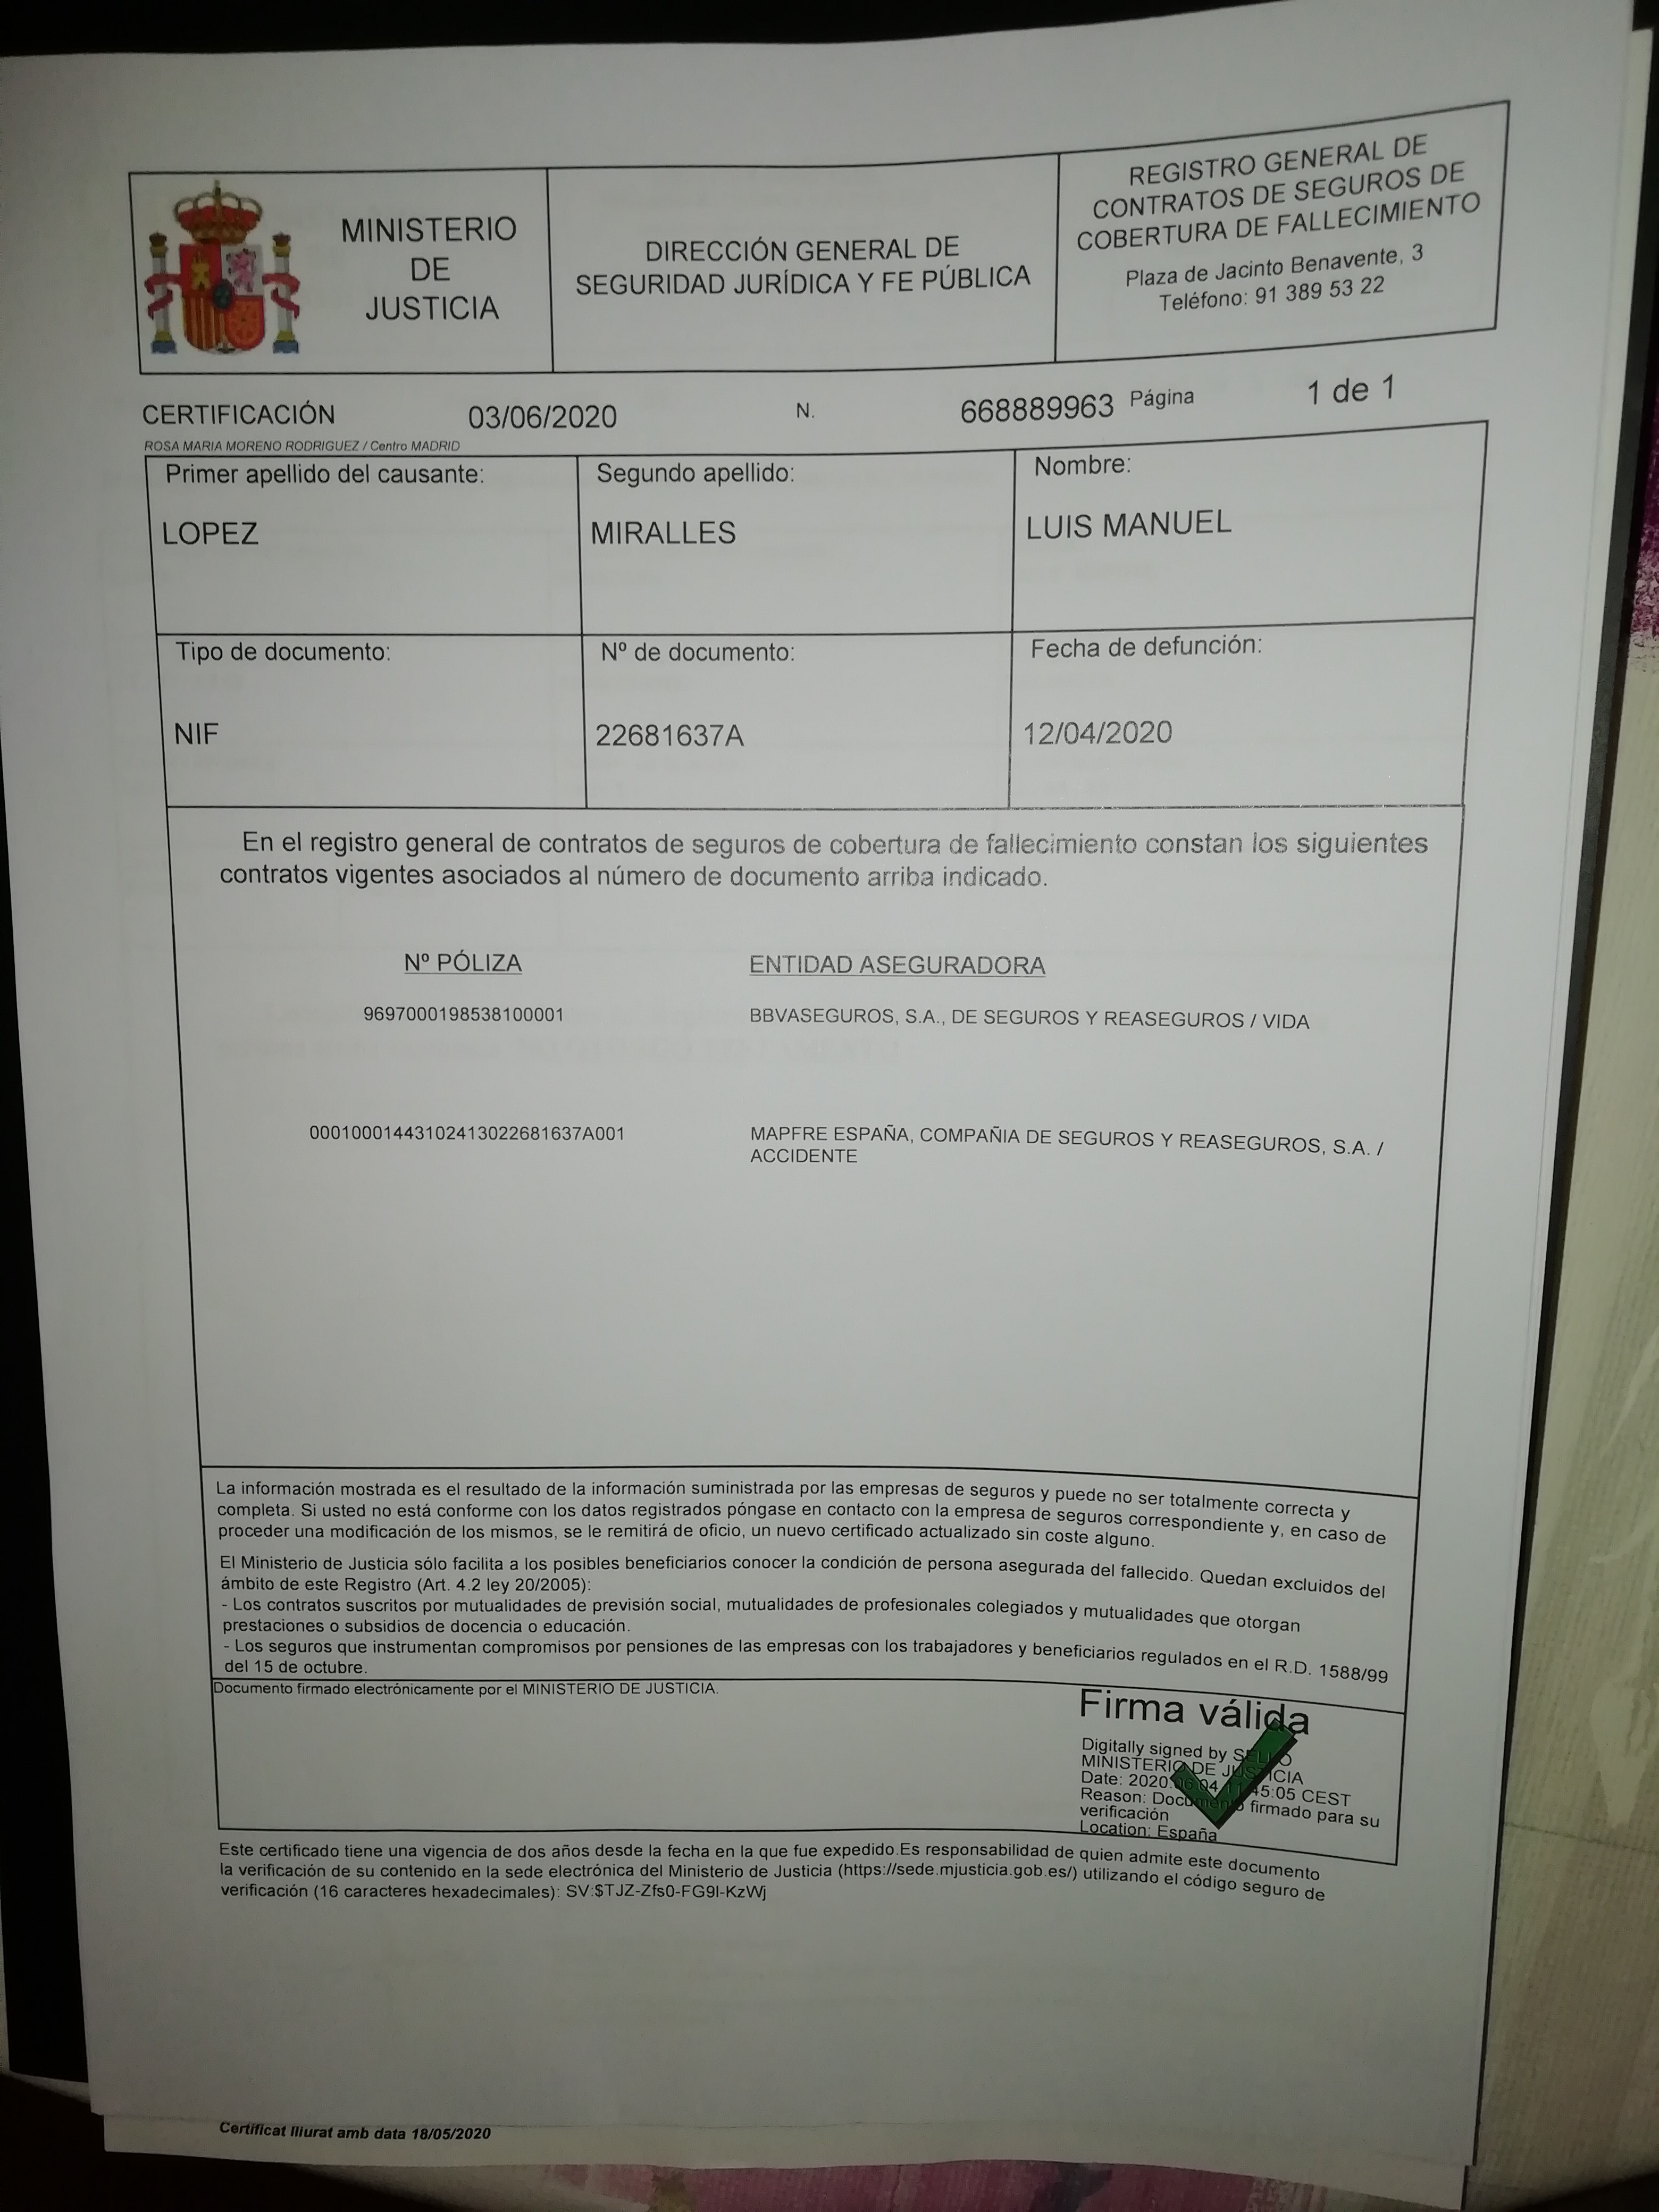 MINISTERIO
DE
JUSTICIA
DIRECCIÓN GENERAL DE
SEGURIDAD JURÍDICA Y FE PÚBLICA
REGISTRO GENERAL DE
CONTRATOS DE SEGUROS DE
COBERTURA DE FALLECIMIENTO
Plaza de Jacinto Benavente, 3
Teléfono: 91 389 53 22
CERTIFICACIÓN 03/06/2020 N. 668889963 Página 1 de 1
ROSA MARIA MORENO RODRIGUEZ / Centro MADRID
Primer apellido del causante: Segundo apellido: Nombre:
LOPEZ MIRALLES LUIS MANUEL
Tipo de documento: Nº de documento: Fecha de defunción:
NIF 22681637A 12/04/2020
En el registro general de contratos de seguros de cobertura de fallecimiento constan los siguientes
contratos vigentes asociados al número de documento arriba indicado.
Nº PÓLIZA ENTIDAD ASEGURADORA
9697000198538100001 BBVASEGUROS, S.A., DE SEGUROS Y REASEGUROS / VIDA
00010001443102413022681637A001 MAPFRE ESPAÑA, COMPAÑIA DE SEGUROS Y REASEGUROS, S.A. /
ACCIDENTE
La información mostrada es el resultado de la información suministrada por las empresas de seguros y puede no ser totalmente correcta y
completa. Si usted no está conforme con los datos registrados póngase en contacto con la empresa de seguros correspondiente y, en caso de
proceder una modificación de los mismos, se le remitirá de oficio, un nuevo certificado actualizado sin coste alguno.
El Ministerio de Justicia sólo facilita a los posibles beneficiarios conocer la condición de persona asegurada del fallecido. Quedan excluidos del
ámbito de este Registro (Art. 4.2 ley 20/2005):
- Los contratos suscritos por mutualidades de previsión social, mutualidades de profesionales colegiados y mutualidades que otorgan
prestaciones o subsidios de docencia o educación.
- Los seguros que instrumentan compromisos por pensiones de las empresas con los trabajadores y beneficiarios regulados en el R.D. 1588/99
del 15 de octubre.
Documento firmado electrónicamente por el MINISTERIO DE JUSTICIA.
Firma válida
Digitally signed by SELLO
MINISTERIO DE JUSTICIA
Date: 2020.06.04 11:45:05 CEST
Reason: Documento firmado para su
verificación
Location: España
Este certificado tiene una vigencia de dos años desde la fecha en la que fue expedido.Es responsabilidad de quien admite este documento
la verificación de su contenido en la sede electrónica del Ministerio de Justicia (https://sede.mjusticia.gob.es/) utilizando el código seguro de
verificación (16 caracteres hexadecimales): SV:$TJZ-Zfs0-FG9I-KzWj
Certificat lliurat amb data 18/05/2020